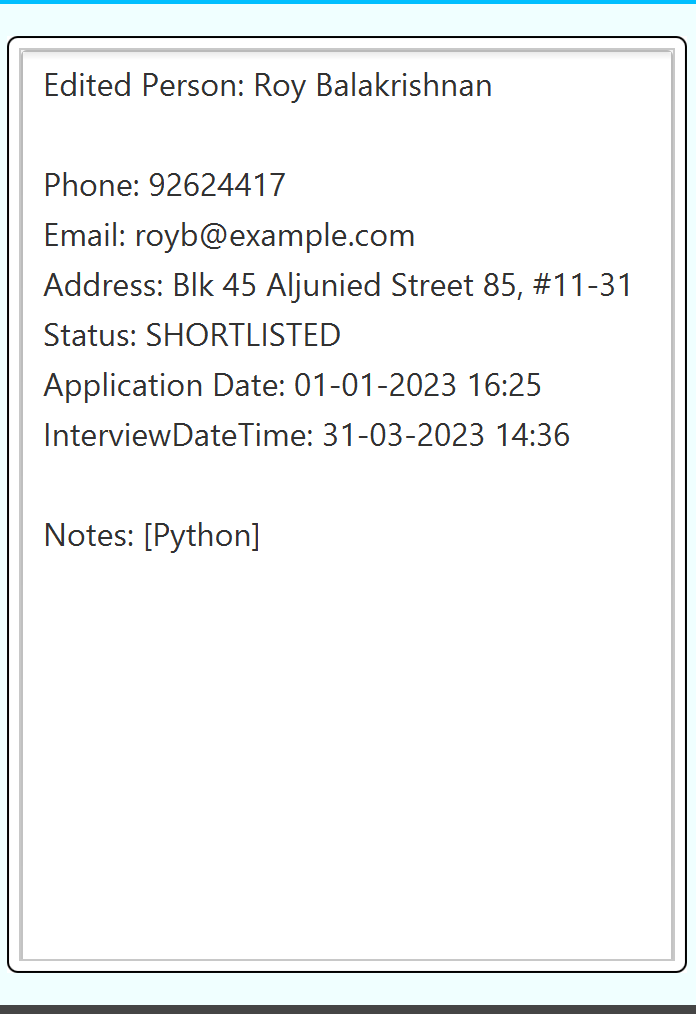 Edited Person: Roy Balakrishnan
Phone: 92624417
Email: royb@example.com
Address: Blk 45 Aljunied Street 85, #11-31
Status: SHORTLISTED
Application Date: 01-01-2023 16:25
InterviewDateTime: 31-03-2023 14:36
Notes: [Python]